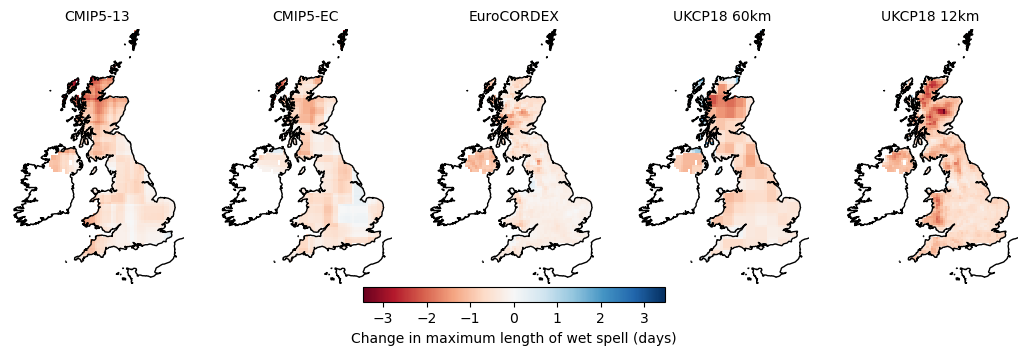 CMIP5-13
CMIP5-EC
EuroCORDEX
UKCP18 60km
UKCP18 12km
−3 −2 −1 0 1 2 3
Change in maximum length of wet spell (days)